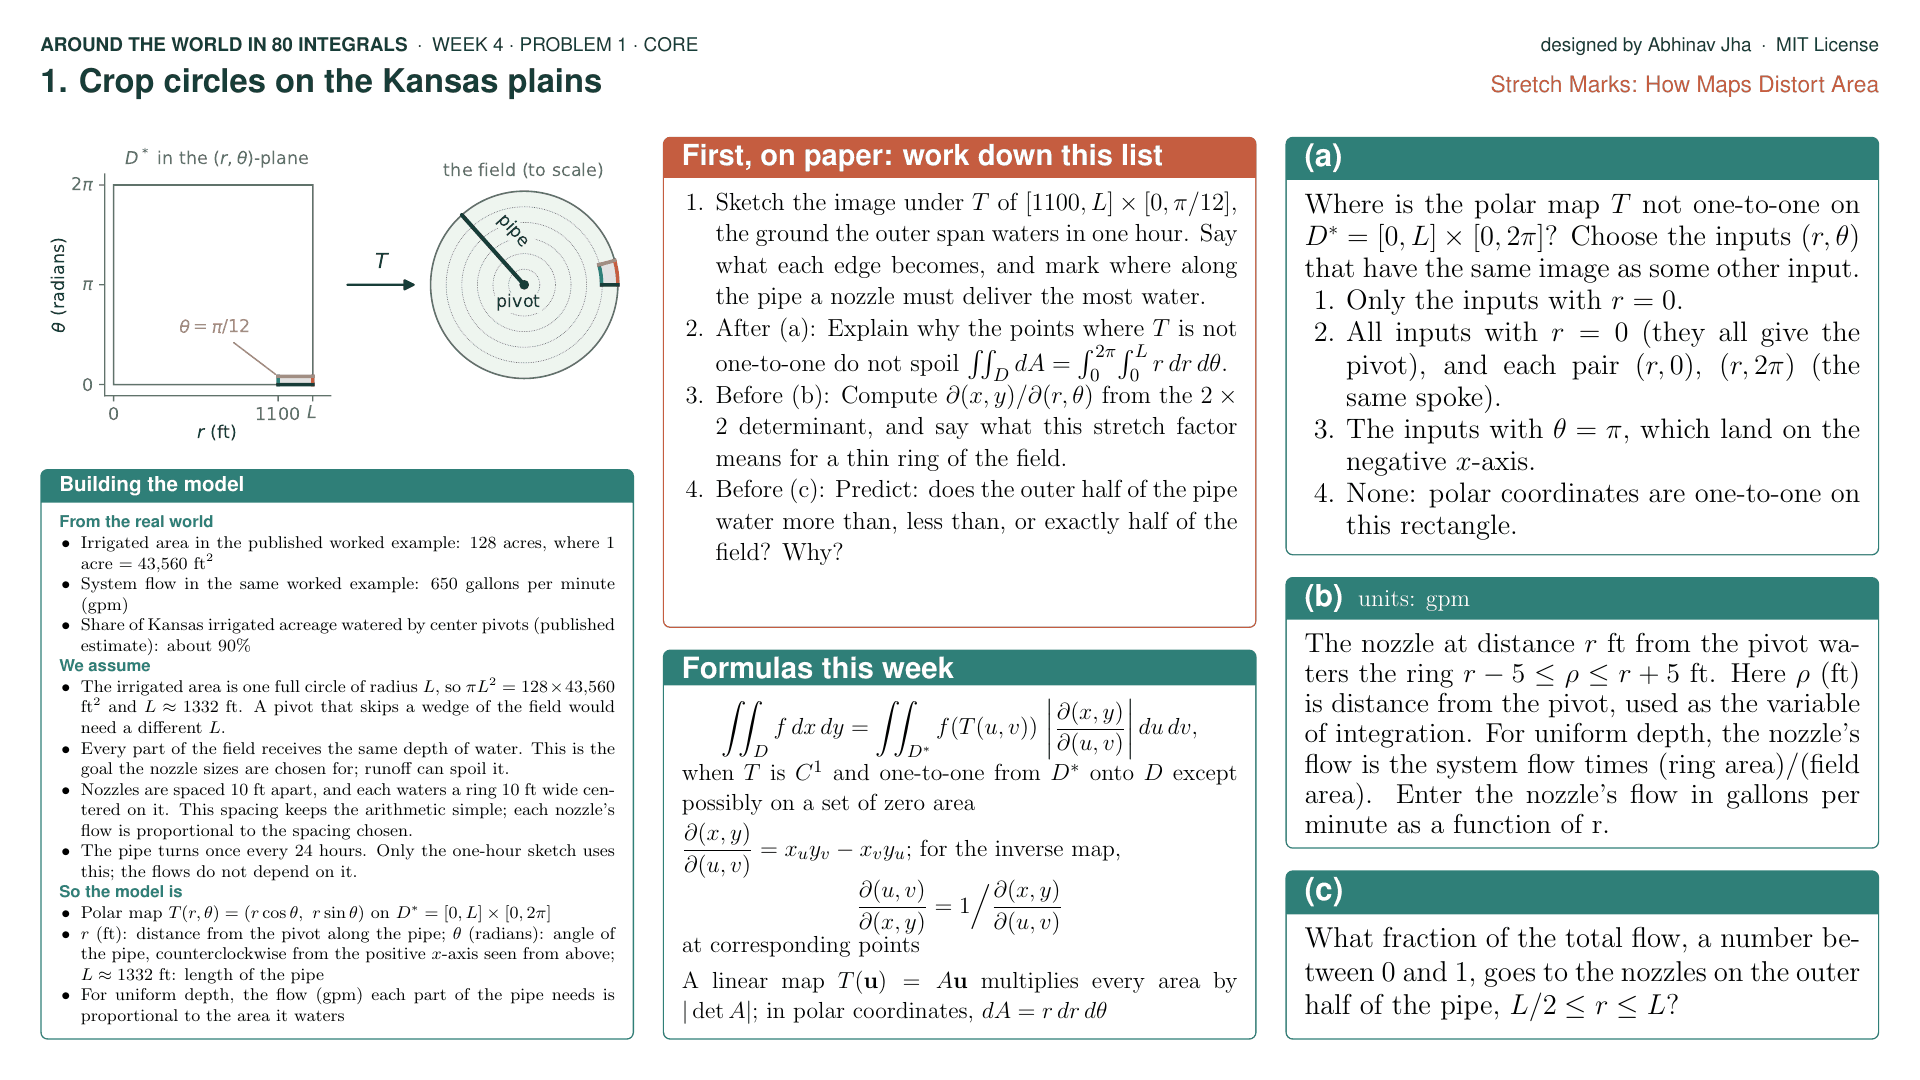 AROUND THE WORLD IN 80 INTEGRALS · WEEK 4 · PROBLEM 1 · CORE
designed by Abhinav Jha · MIT License
1. Crop circles on the Kansas plains
Stretch Marks: How Maps Distort Area
D* in the (r, θ)-plane
2π
π
0
θ (radians)
θ = π/12
0
1100 L
r (ft)
T
the field (to scale)
pipe
pivot
Building the model
From the real world
• Irrigated area in the published worked example: 128 acres, where 1
acre = 43,560 ft²
• System flow in the same worked example: 650 gallons per minute
(gpm)
• Share of Kansas irrigated acreage watered by center pivots (published
estimate): about 90%
We assume
• The irrigated area is one full circle of radius L, so πL² = 128×43,560
ft² and L ≈ 1332 ft. A pivot that skips a wedge of the field would
need a different L.
• Every part of the field receives the same depth of water. This is the
goal the nozzle sizes are chosen for; runoff can spoil it.
• Nozzles are spaced 10 ft apart, and each waters a ring 10 ft wide cen-
tered on it. This spacing keeps the arithmetic simple; each nozzle's
flow is proportional to the spacing chosen.
• The pipe turns once every 24 hours. Only the one-hour sketch uses
this; the flows do not depend on it.
So the model is
• Polar map T(r, θ) = (r cos θ, r sin θ) on D* = [0, L] × [0, 2π]
• r (ft): distance from the pivot along the pipe; θ (radians): angle of
the pipe, counterclockwise from the positive x-axis seen from above;
L ≈ 1332 ft: length of the pipe
• For uniform depth, the flow (gpm) each part of the pipe needs is
proportional to the area it waters
First, on paper: work down this list
1. Sketch the image under T of [1100, L] × [0, π/12],
the ground the outer span waters in one hour. Say
what each edge becomes, and mark where along
the pipe a nozzle must deliver the most water.
2. After (a): Explain why the points where T is not
one-to-one do not spoil ∬_D dA = ∫_0^{2π} ∫_0^L r dr dθ.
3. Before (b): Compute ∂(x, y)/∂(r, θ) from the 2 ×
2 determinant, and say what this stretch factor
means for a thin ring of the field.
4. Before (c): Predict: does the outer half of the pipe
water more than, less than, or exactly half of the
field? Why?
Formulas this week
∬_D f dx dy = ∬_{D*} f(T(u, v)) |∂(x, y)/∂(u, v)| du dv,
when T is C¹ and one-to-one from D* onto D except
possibly on a set of zero area
∂(x, y)/∂(u, v) = x_u y_v − x_v y_u; for the inverse map,
∂(u, v)/∂(x, y) = 1/ ∂(x, y)/∂(u, v)
at corresponding points
A linear map T(u) = Au multiplies every area by
| det A|; in polar coordinates, dA = r dr dθ
(a)
Where is the polar map T not one-to-one on
D* = [0, L] × [0, 2π]? Choose the inputs (r, θ)
that have the same image as some other input.
1. Only the inputs with r = 0.
2. All inputs with r = 0 (they all give the
pivot), and each pair (r, 0), (r, 2π) (the
same spoke).
3. The inputs with θ = π, which land on the
negative x-axis.
4. None: polar coordinates are one-to-one on
this rectangle.
(b) units: gpm
The nozzle at distance r ft from the pivot wa-
ters the ring r − 5 ≤ ρ ≤ r + 5 ft. Here ρ (ft)
is distance from the pivot, used as the variable
of integration. For uniform depth, the nozzle's
flow is the system flow times (ring area)/(field
area). Enter the nozzle's flow in gallons per
minute as a function of r.
(c)
What fraction of the total flow, a number be-
tween 0 and 1, goes to the nozzles on the outer
half of the pipe, L/2 ≤ r ≤ L?